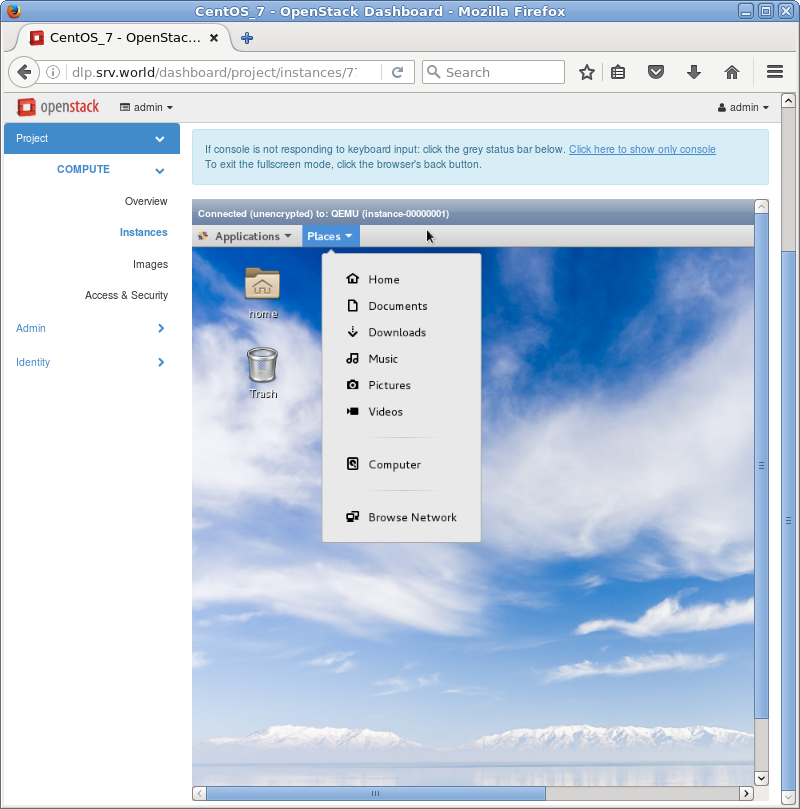 CentOS_7 - OpenStack Dashboard - Mozilla Firefox
CentOS_7 - OpenStac...
dlp.srv.world/dashboard/project/instances/7
Search
openstack
admin
admin
Project
COMPUTE
Overview
Instances
Images
Access & Security
Admin
Identity
If console is not responding to keyboard input: click the grey status bar below. Click here to show only console
To exit the fullscreen mode, click the browser's back button.
Connected (unencrypted) to: QEMU (instance-00000001)
Applications
Places
home
Trash
Home
Documents
Downloads
Music
Pictures
Videos
Computer
Browse Network